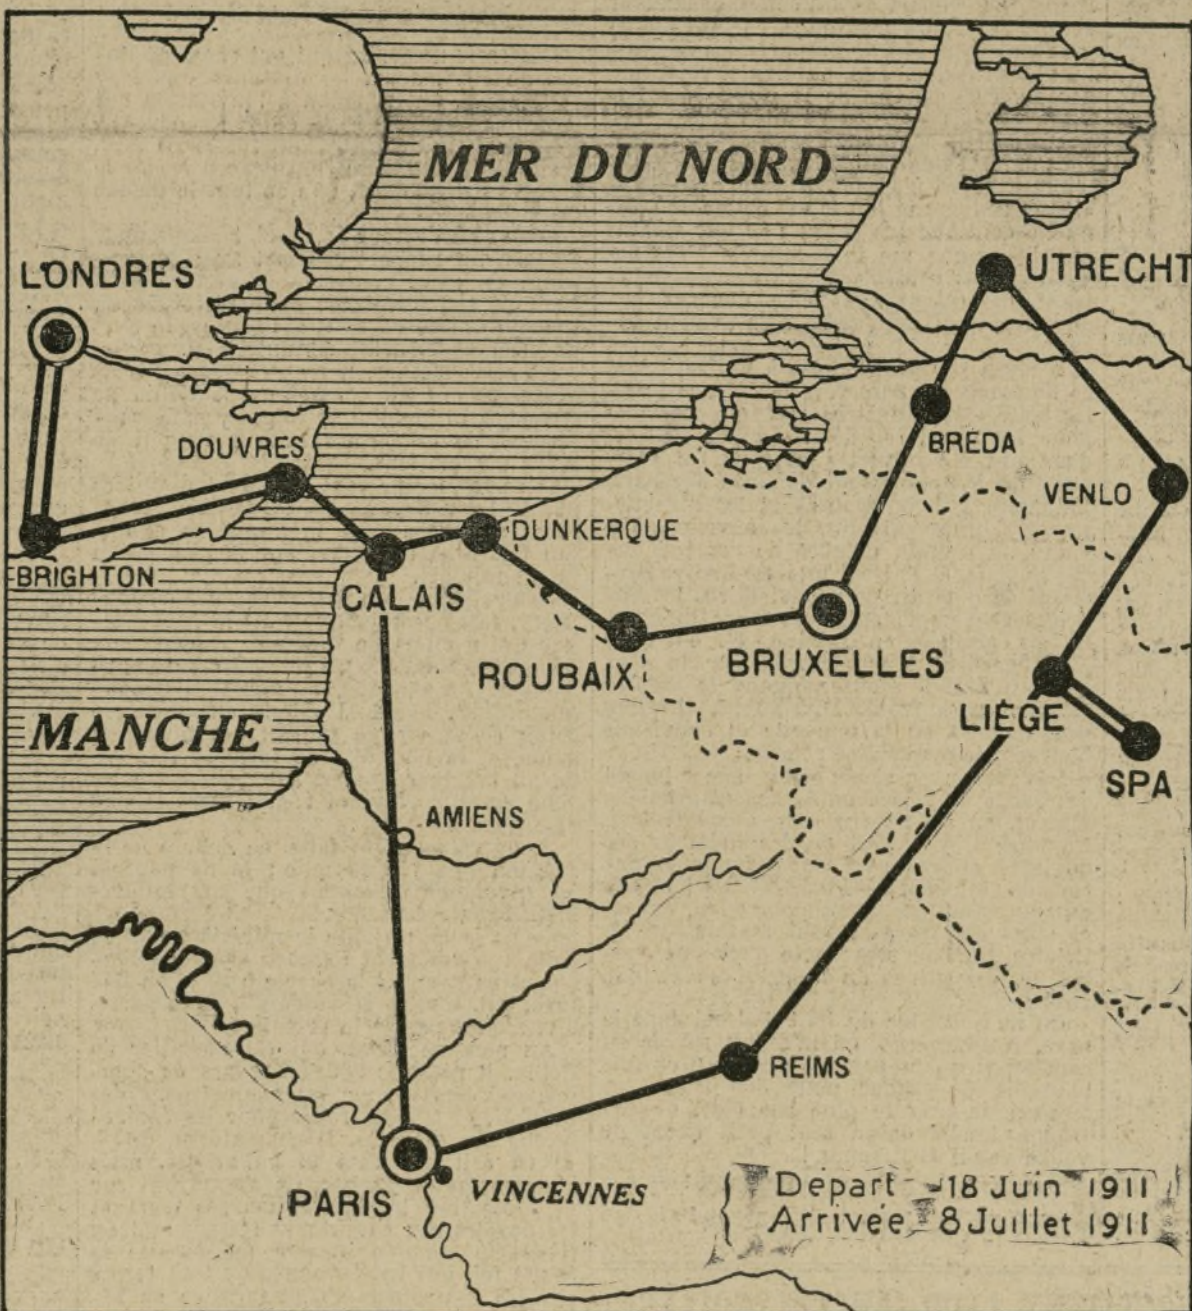 MER DU NORD
LONDRES
UTRECHT
DOUVRES
BREDA
VENLO
DUNKERQUE
BRIGHTON
CALAIS
ROUBAIX
BRUXELLES
LIÈGE
MANCHE
SPA
AMIENS
REIMS
PARIS
VINCENNES
Départ - 18 Juin 1911
Arrivée - 8 Juillet 1911